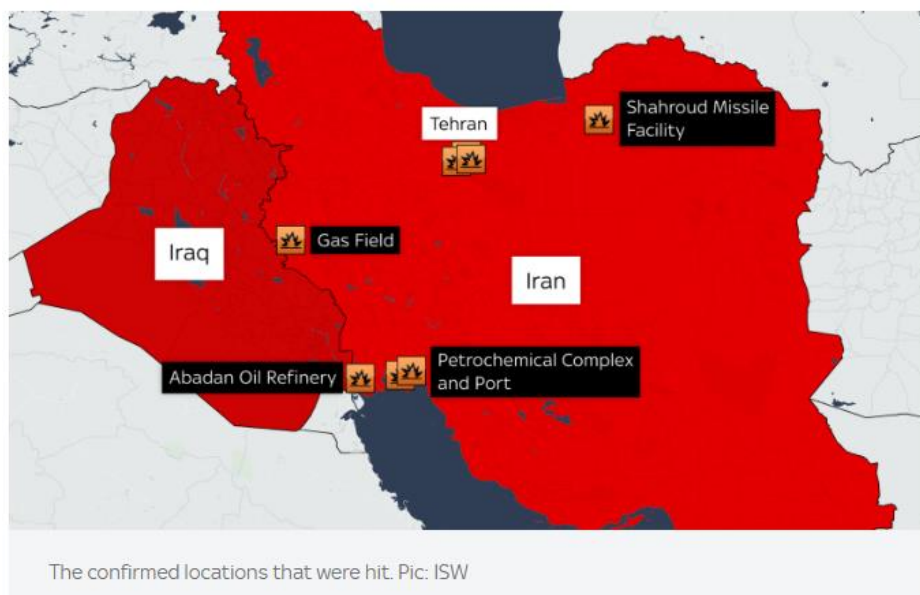 Shahroud Missile
Facility
Tehran
Gas Field
Iraq
Iran
Petrochemical Complex
and Port
Abadan Oil Refinery
The confirmed locations that were hit. Pic: ISW